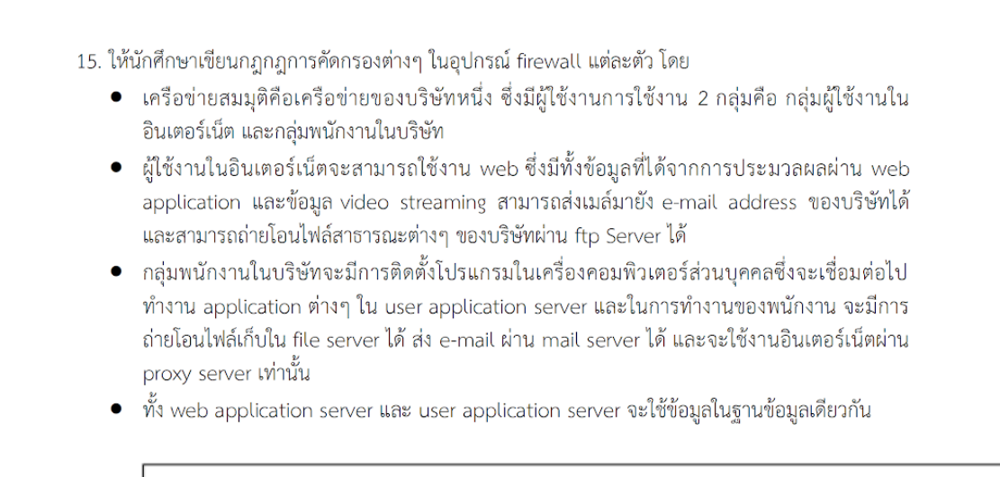 15. ให้นักศึกษาเขียนกฎกฎการคัดกรองต่างๆ ในอุปกรณ์ firewall แต่ละตัว โดย
● เครือข่ายสมมุติคือเครือข่ายของบริษัทหนึ่ง ซึ่งมีผู้ใช้งานการใช้งาน 2 กลุ่มคือ กลุ่มผู้ใช้งานใน
อินเตอร์เน็ต และกลุ่มพนักงานในบริษัท
● ผู้ใช้งานในอินเตอร์เน็ตจะสามารถใช้งาน web ซึ่งมีทั้งข้อมูลที่ได้จากการประมวลผลผ่าน web
application และข้อมูล video streaming สามารถส่งเมล์มายัง e-mail address ของบริษัทได้
และสามารถถ่ายโอนไฟล์สาธารณะต่างๆ ของบริษัทผ่าน ftp Server ได้
● กลุ่มพนักงานในบริษัทจะมีการติดตั้งโปรแกรมในเครื่องคอมพิวเตอร์ส่วนบุคคลซึ่งจะเชื่อมต่อไป
ทำงาน application ต่างๆ ใน user application server และในการทำงานของพนักงาน จะมีการ
ถ่ายโอนไฟล์เก็บใน file server ได้ ส่ง e-mail ผ่าน mail server ได้ และจะใช้งานอินเตอร์เน็ตผ่าน
proxy server เท่านั้น
● ทั้ง web application server และ user application server จะใช้ข้อมูลในฐานข้อมูลเดียวกัน